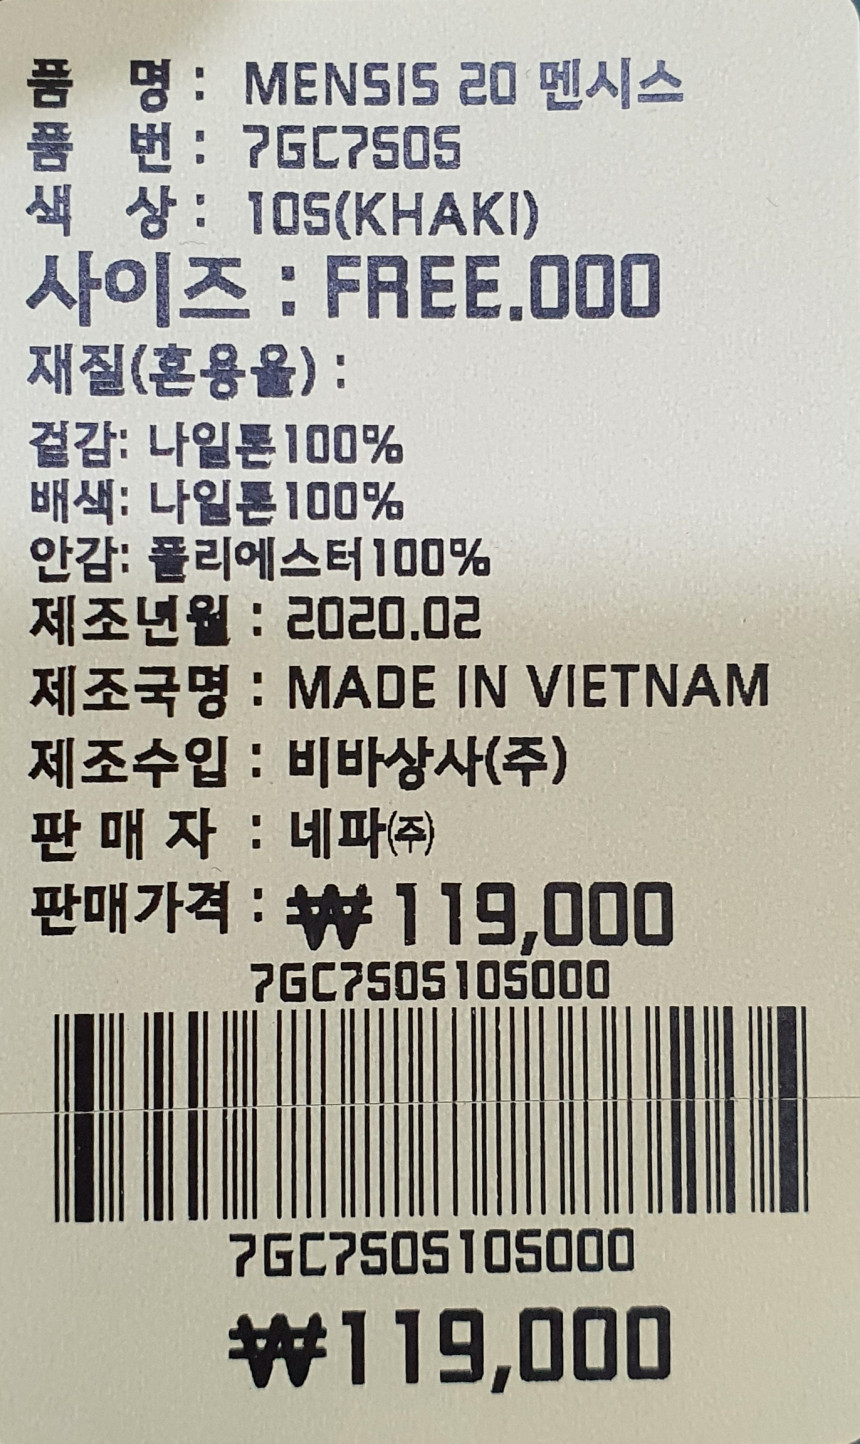 품 명 : MENSIS 20 멘시스
품 번 : 7GC7505
색 상 : 105(KHAKI)
사이즈 : FREE.000
재질(혼용율) :
겉감: 나일론100%
배색: 나일론100%
안감: 폴리에스터100%
제조년월 : 2020.02
제조국명 : MADE IN VIETNAM
제조수입 : 비바상사(주)
판 매 자 : 네파㈜
판매가격 : ₩ 119,000
7GC7505105000
7GC7505105000
₩119,000